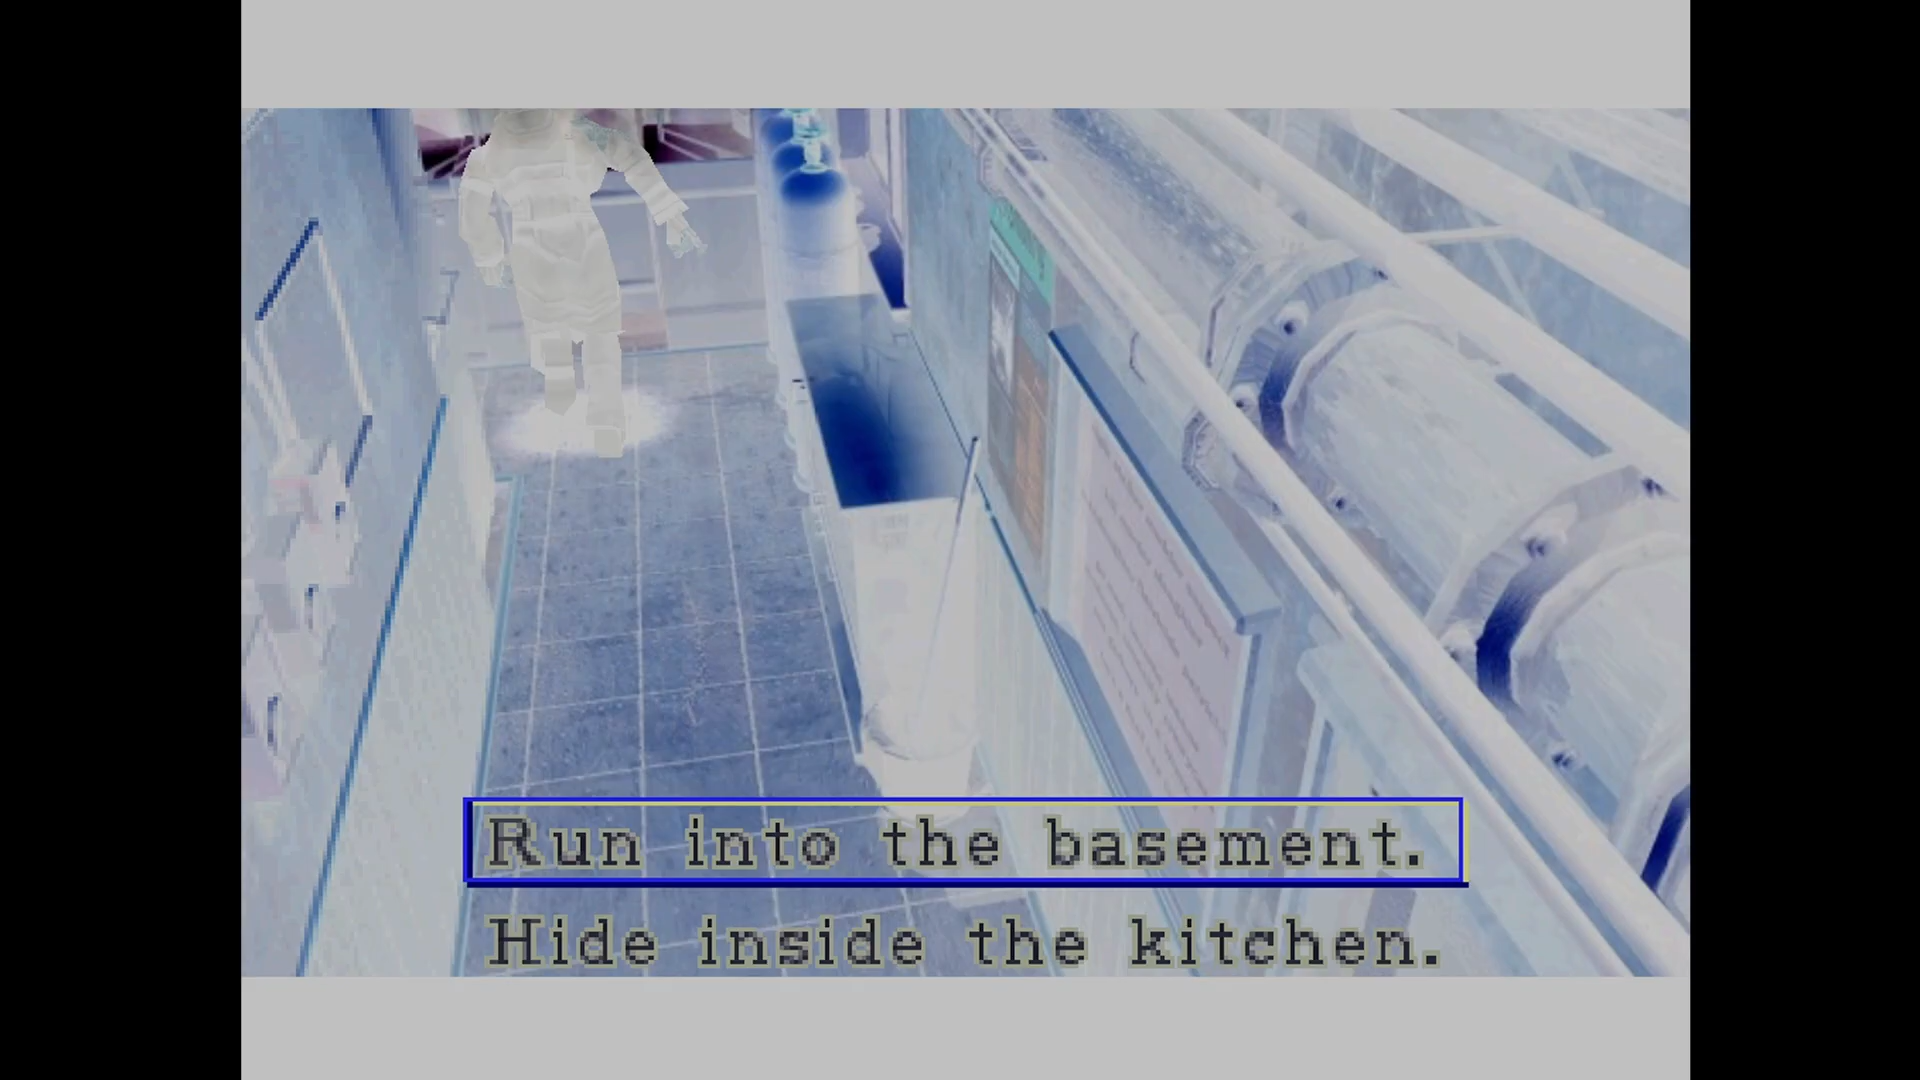 Run into the basement.
Hide inside the kitchen.